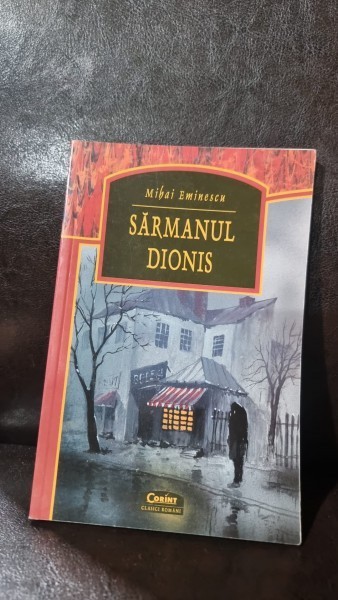 Mihai Eminescu
SĂRMANUL
DIONIS
CORINT
CLASICI ROMÂNI